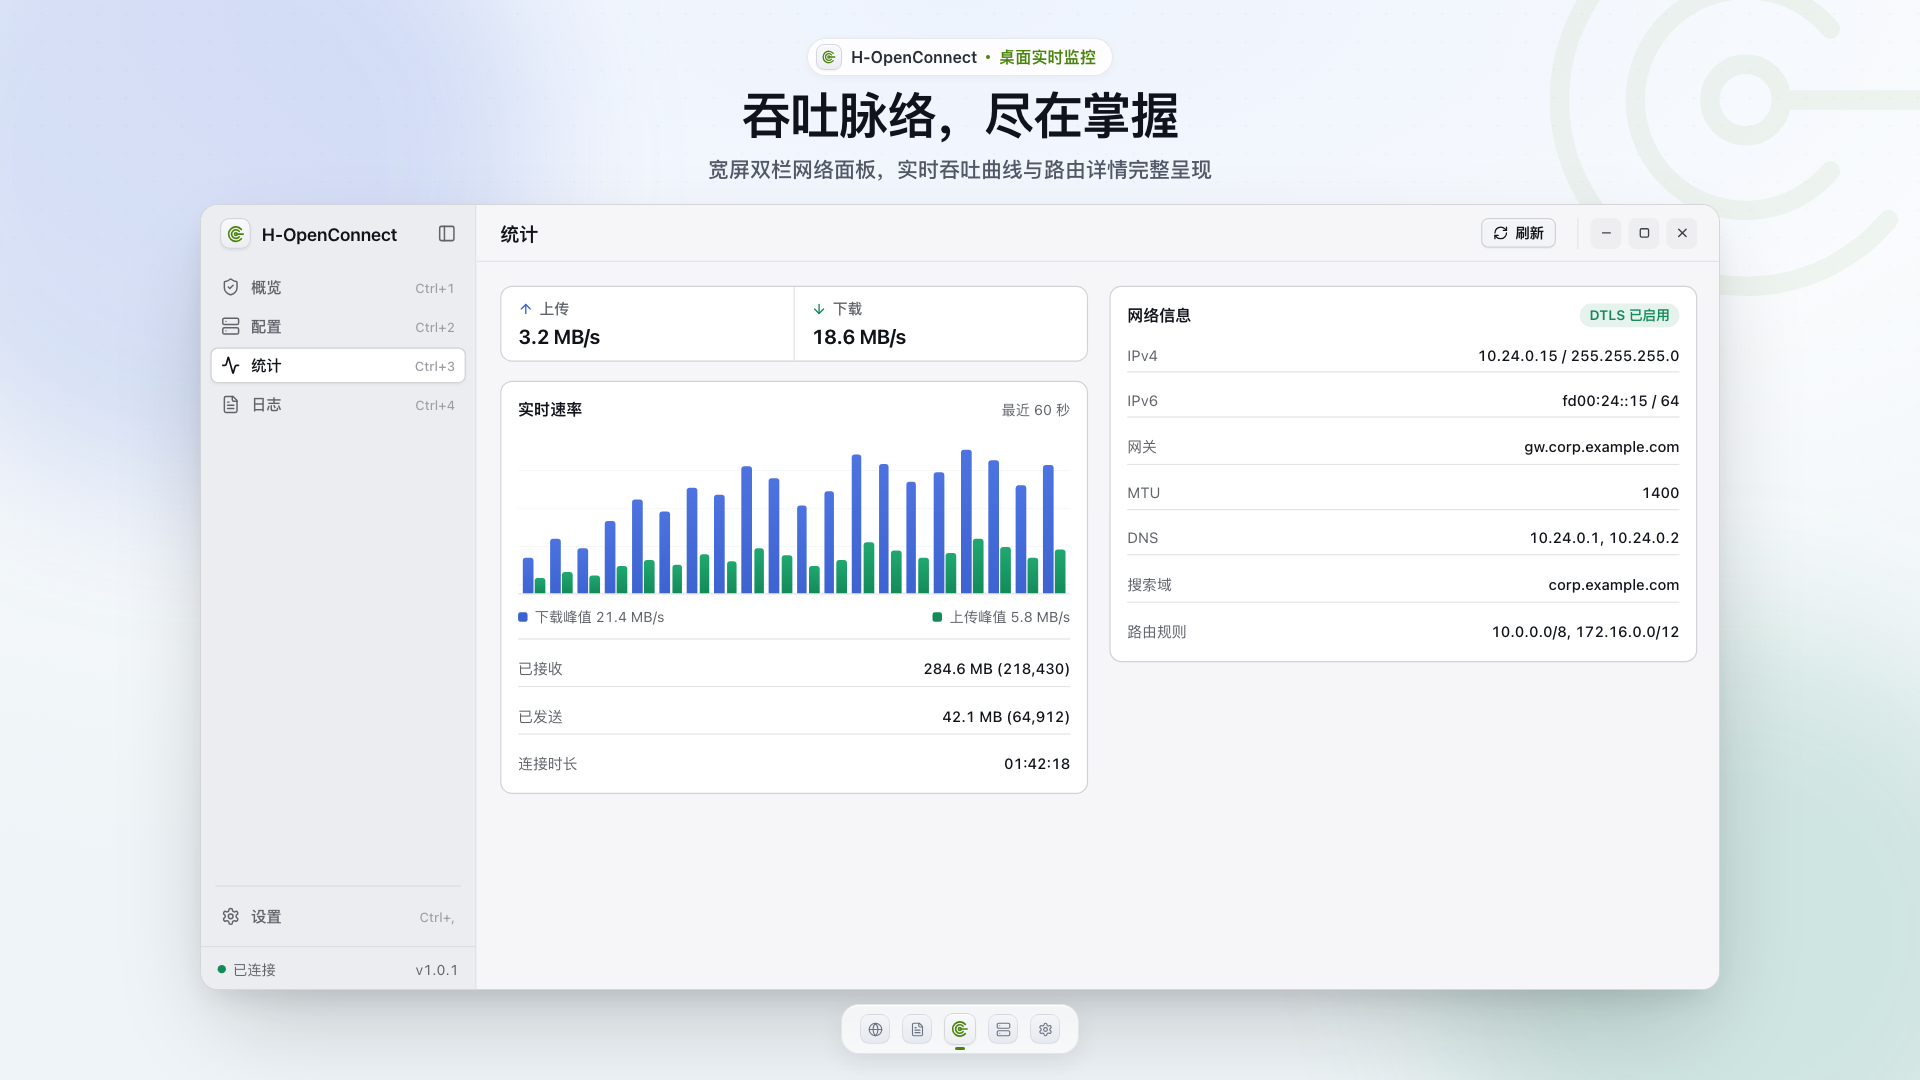 H-OpenConnect • 桌面实时监控
吞吐脉络，尽在掌握
宽屏双栏网络面板，实时吞吐曲线与路由详情完整呈现
H-OpenConnect
概览 Ctrl+1
配置 Ctrl+2
统计 Ctrl+3
日志 Ctrl+4
设置 Ctrl+,
已连接 v1.0.1
统计
刷新
上传
3.2 MB/s
下载
18.6 MB/s
实时速率 最近 60 秒
下载峰值 21.4 MB/s 上传峰值 5.8 MB/s
已接收 284.6 MB (218,430)
已发送 42.1 MB (64,912)
连接时长 01:42:18
网络信息 DTLS 已启用
IPv4 10.24.0.15 / 255.255.255.0
IPv6 fd00:24::15 / 64
网关 gw.corp.example.com
MTU 1400
DNS 10.24.0.1, 10.24.0.2
搜索域 corp.example.com
路由规则 10.0.0.0/8, 172.16.0.0/12